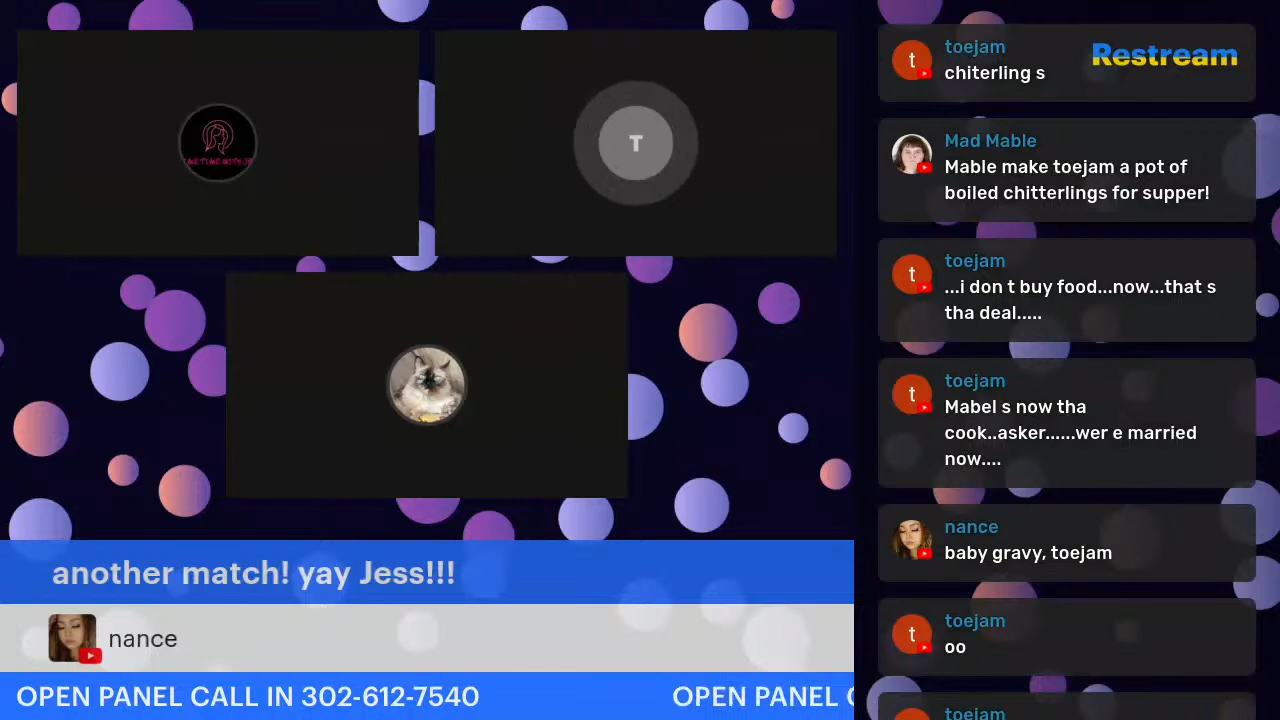 T
another match! yay Jess!!!
nance
OPEN PANEL CALL IN 302-612-7540
OPEN PANEL
Restream
t
toejam
chiterling s
Mad Mable
Mable make toejam a pot of
boiled chitterlings for supper!
t
toejam
...i don t buy food...now...that s
tha deal.....
t
toejam
Mabel s now tha
cook..asker......wer e married
now....
nance
baby gravy, toejam
t
toejam
oo
toejam